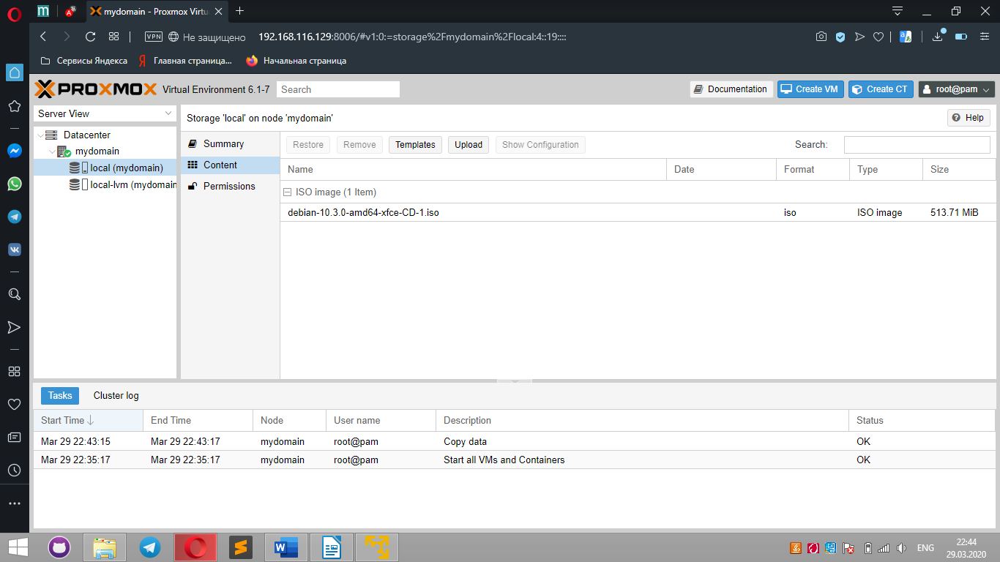 mydomain - Proxmox Virtu
VPN Не защищено 192.168.116.129:8006/#v1:0:=storage%2Fmydomain%2Flocal:4::19::::
Сервисы Яндекса Главная страница... Начальная страница
PROXMOX Virtual Environment 6.1-7 Search Documentation Create VM Create CT root@pam
Server View
Storage 'local' on node 'mydomain' Help
Datacenter
mydomain
local (mydomain)
local-lvm (mydomain
Summary
Content
Permissions
Restore Remove Templates Upload Show Configuration Search:
Name Date Format Type Size
ISO image (1 Item)
debian-10.3.0-amd64-xfce-CD-1.iso iso ISO image 513.71 MiB
Tasks Cluster log
Start Time End Time Node User name Description Status
Mar 29 22:43:15 Mar 29 22:43:17 mydomain root@pam Copy data OK
Mar 29 22:35:17 Mar 29 22:35:17 mydomain root@pam Start all VMs and Containers OK
ENG
22:44
29.03.2020